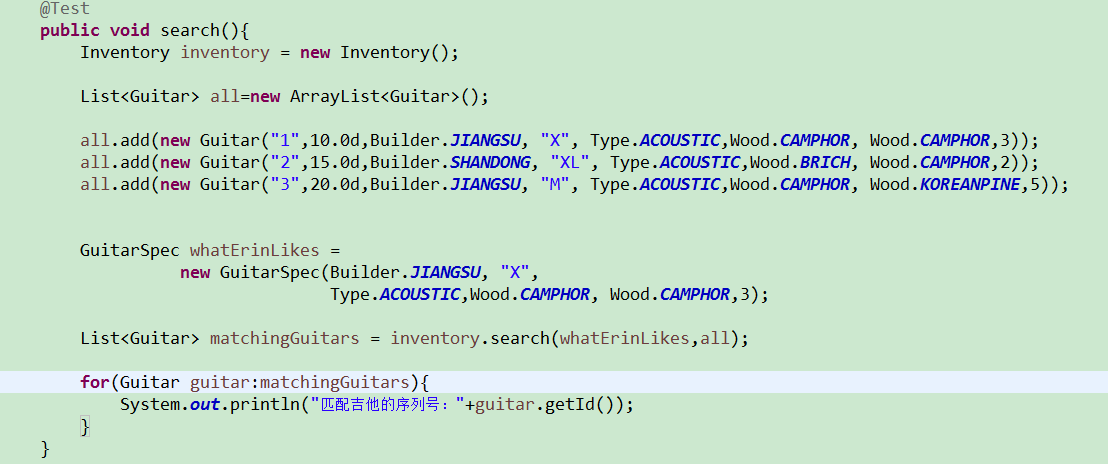 @Test
public void search(){
Inventory inventory = new Inventory();
List<Guitar> all=new ArrayList<Guitar>();
all.add(new Guitar("1",10.0d,Builder.JIANGSU, "X", Type.ACOUSTIC,Wood.CAMPHOR, Wood.CAMPHOR,3));
all.add(new Guitar("2",15.0d,Builder.SHANDONG, "XL", Type.ACOUSTIC,Wood.BRICH, Wood.CAMPHOR,2));
all.add(new Guitar("3",20.0d,Builder.JIANGSU, "M", Type.ACOUSTIC,Wood.CAMPHOR, Wood.KOREANPINE,5));
GuitarSpec whatErinLikes =
new GuitarSpec(Builder.JIANGSU, "X",
Type.ACOUSTIC,Wood.CAMPHOR, Wood.CAMPHOR,3);
List<Guitar> matchingGuitars = inventory.search(whatErinLikes,all);
for(Guitar guitar:matchingGuitars){
System.out.println("匹配吉他的序列号："+guitar.getId());
}
}